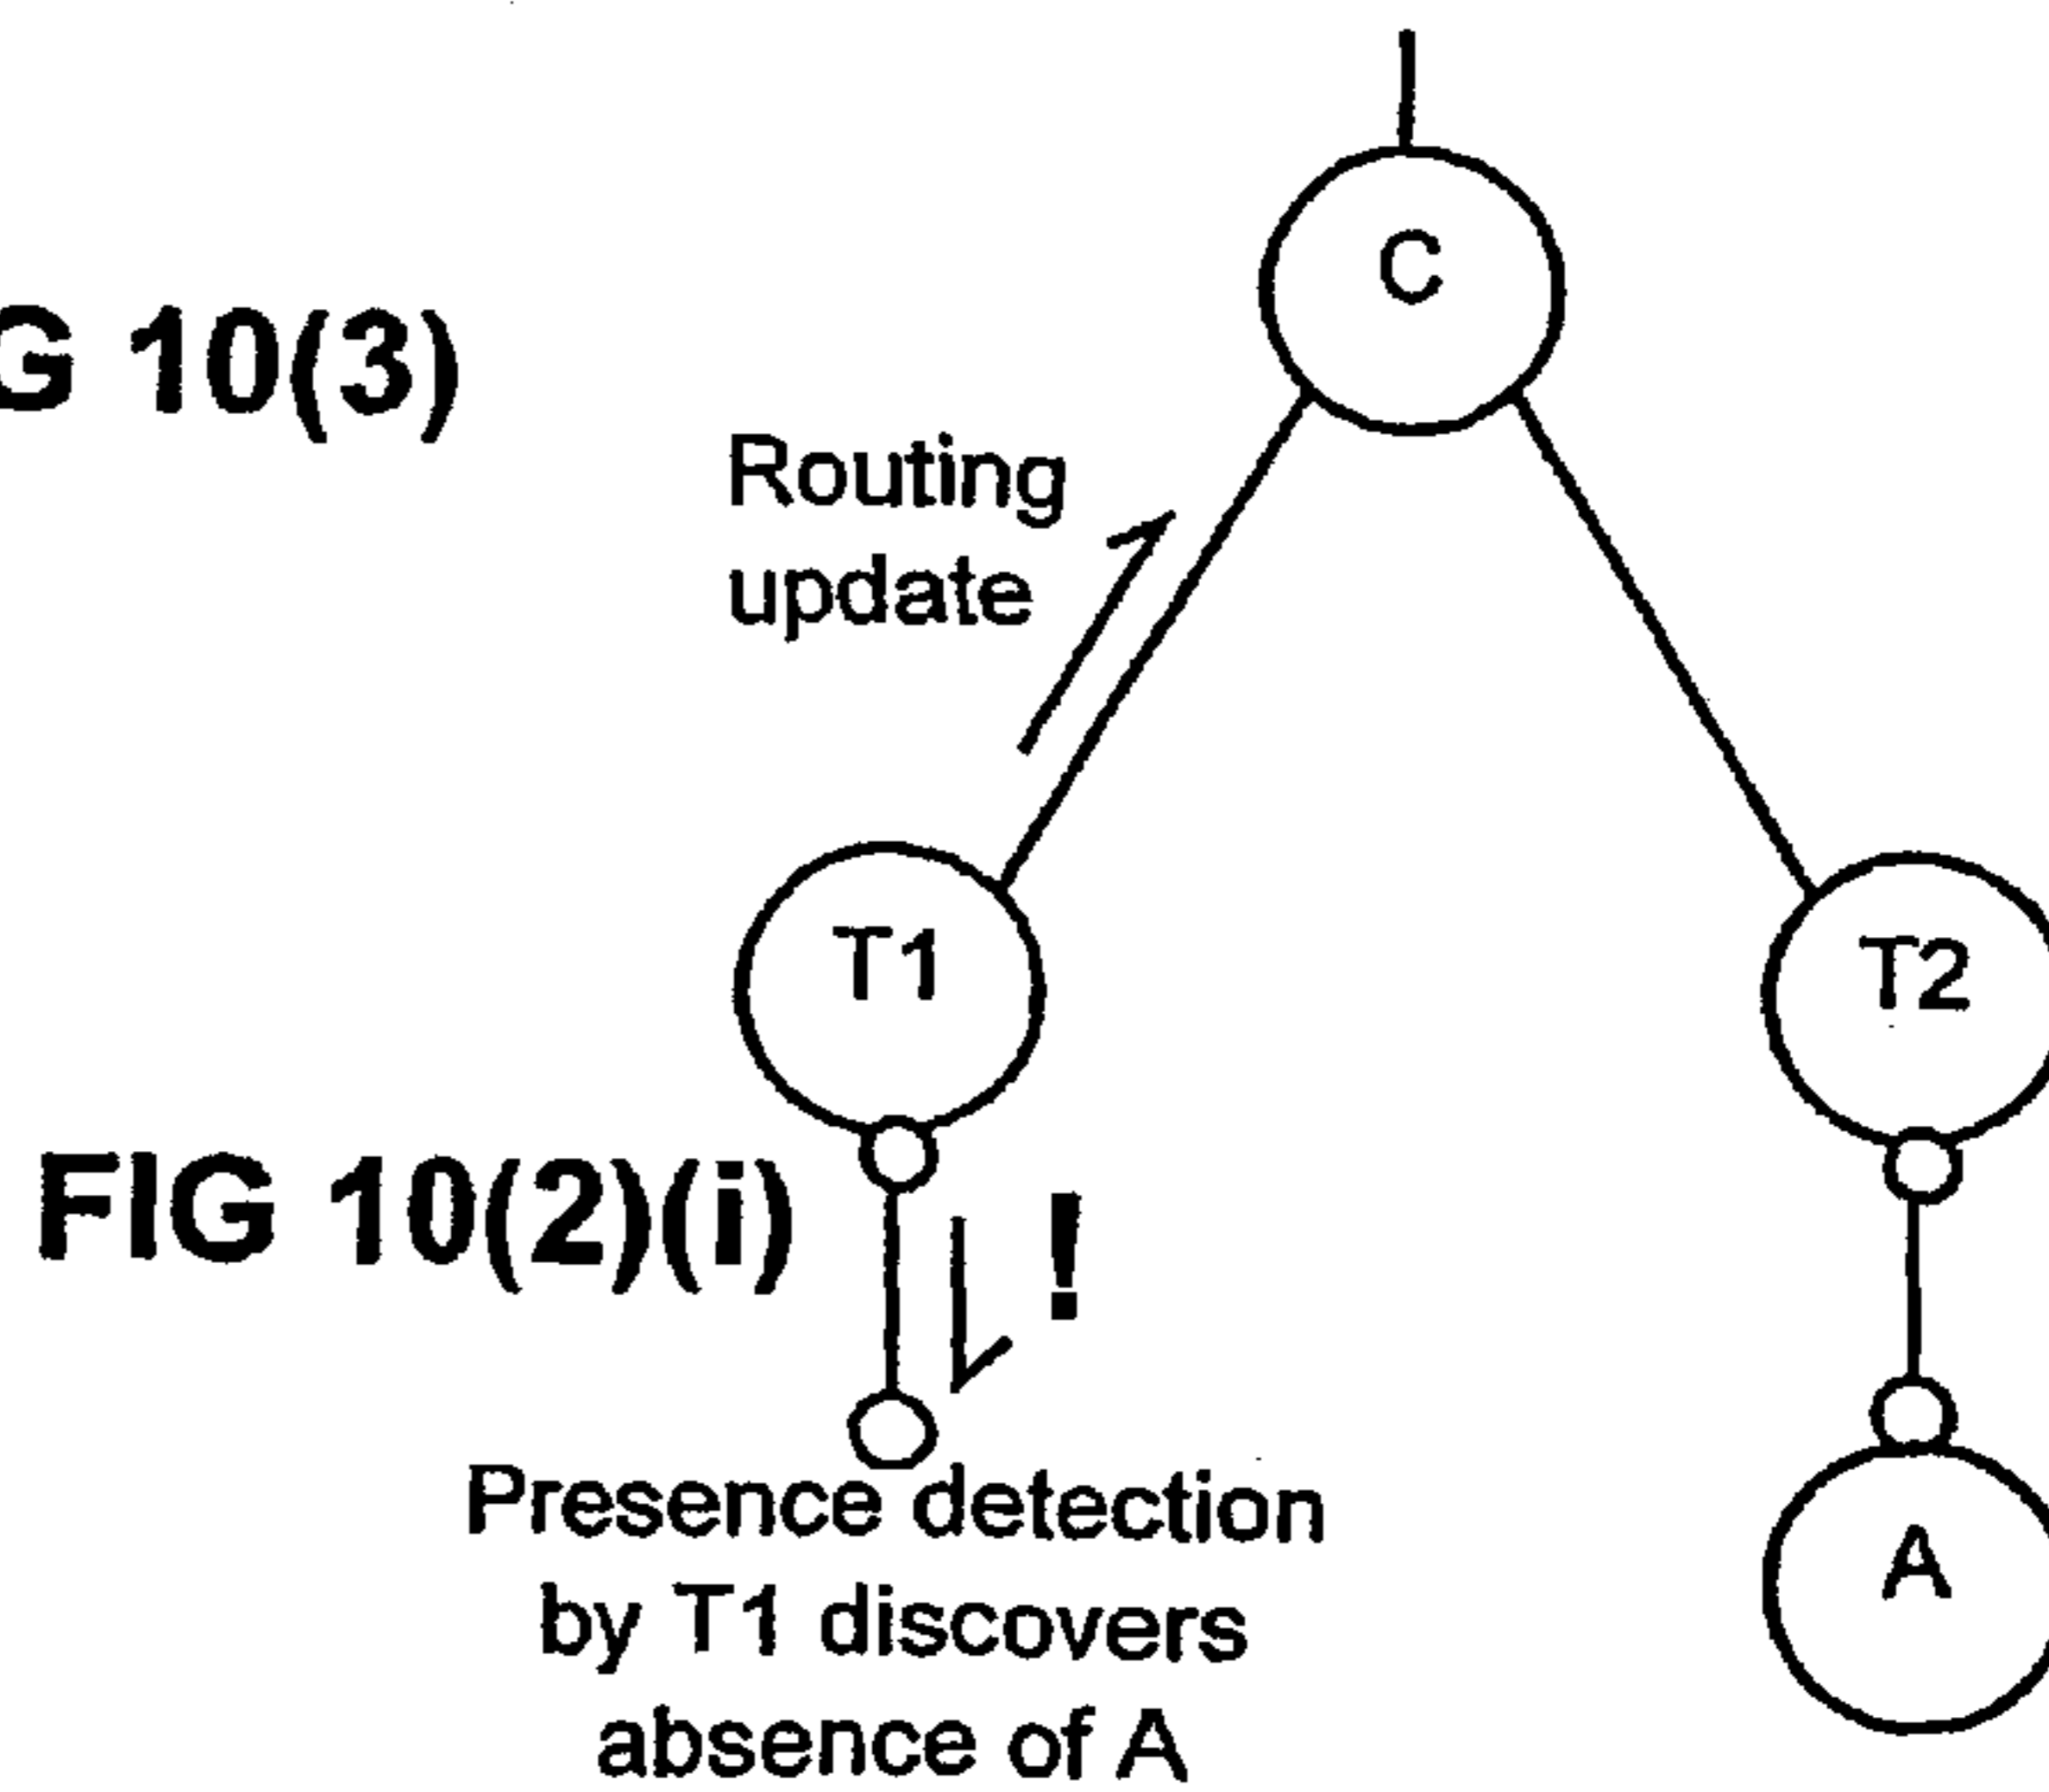 C
G 10(3)
Routing
update
T1
T2
FIG 10(2)(i)
!
Presence detection
by T1 discovers
absence of A
A